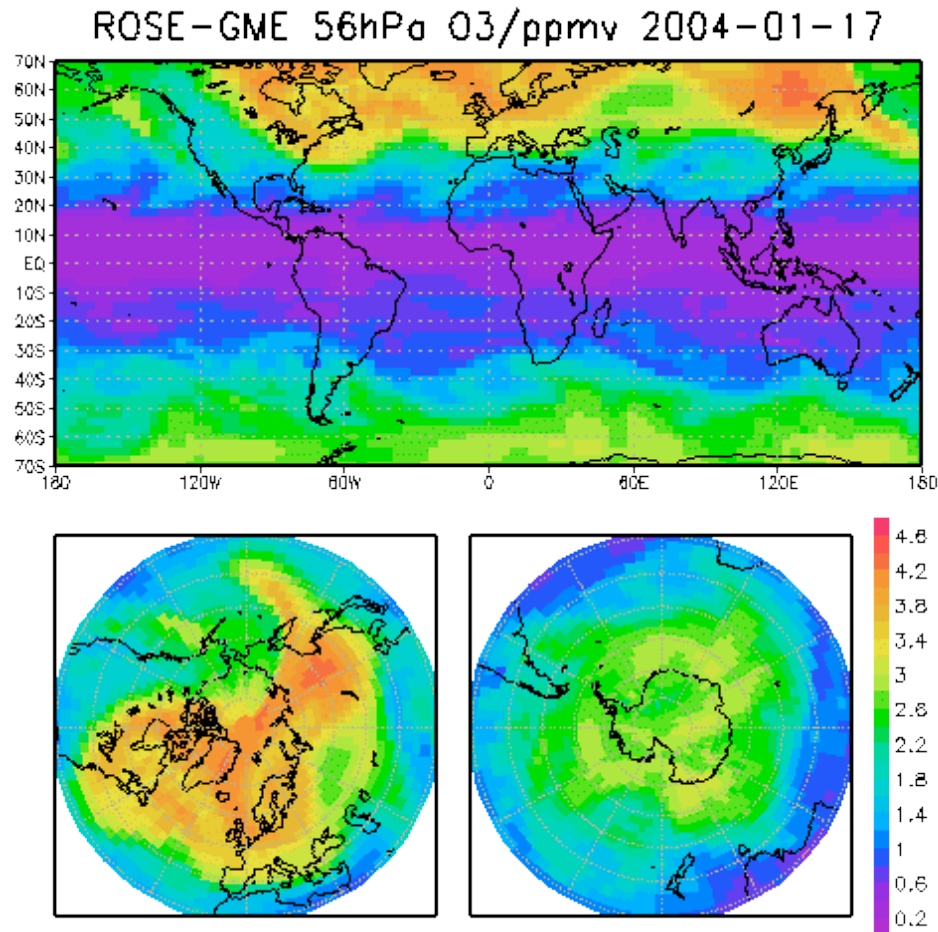 ROSE-GME 56hPa O3/ppmv 2004-01-17
70N
60N
50N
40N
30N
20N
10N
EQ
10S
20S
30S
40S
50S
60S
70S
180 120W 60W 0 60E 120E 180
4.6
4.2
3.8
3.4
3
2.6
2.2
1.8
1.4
1
0.6
0.2